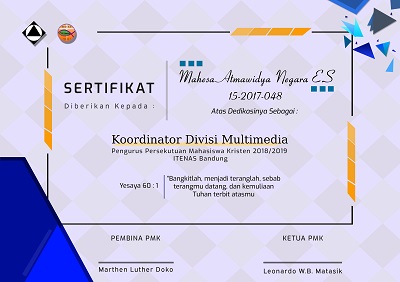 SERTIFIKAT
Diberikan Kepada :
Mahesa Atmawidya Negara E.S
15-2017-048
Atas Dedikasinya Sebagai :
Koordinator Divisi Multimedia
Pengurus Persekutuan Mahasiswa Kristen 2018/2019
ITENAS Bandung
Yesaya 60 : 1
"Bangkitlah, menjadi teranglah, sebab
terangmu datang, dan kemuliaan
Tuhan terbit atasmu
PEMBINA PMK
KETUA PMK
Marthen Luther Doko
Leonardo W.B. Matasik